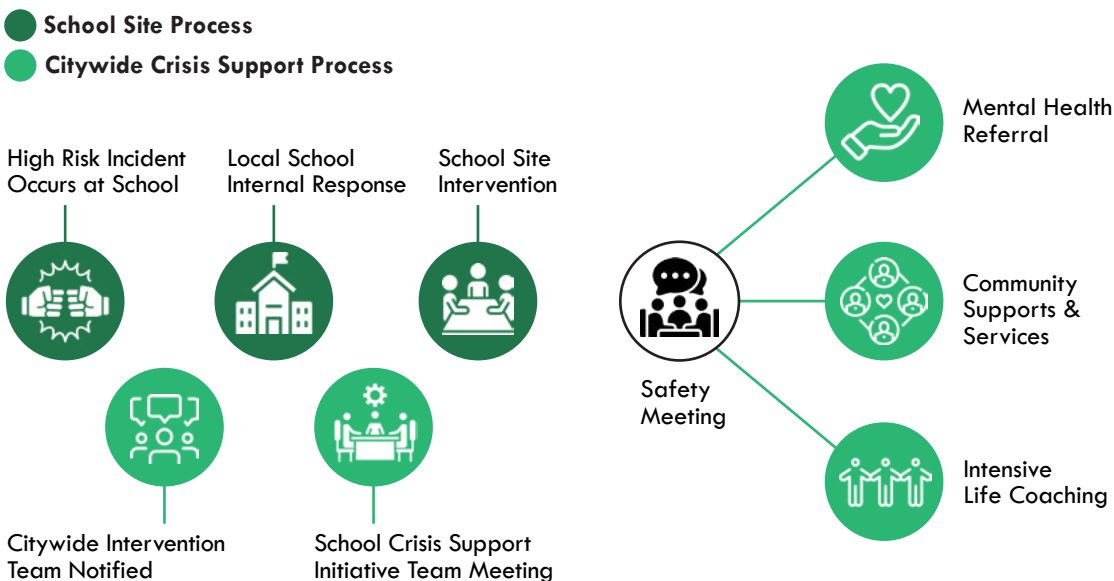 School Site Process
Citywide Crisis Support Process
High Risk Incident
Occurs at School
Local School
Internal Response
School Site
Intervention
Citywide Intervention
Team Notified
School Crisis Support
Initiative Team Meeting
Safety
Meeting
Mental Health
Referral
Community
Supports &
Services
Intensive
Life Coaching